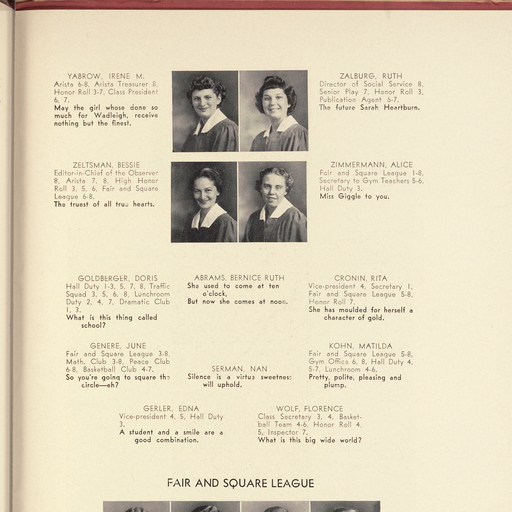 YABROW, IRENE M.
Arista 6-8, Arista Treasurer 8,
Honor Roll 3-7, Class President
6, 7.
May the girl whose done so
much for Wadleigh, receive
nothing but the finest.
ZALBURG, RUTH
Director of Social Service 8,
Senior Play 7, Honor Roll 3,
Publication Agent 6-7.
The future Sarah Heartburn.
ZELTSMAN, BESSIE
Editor-in-Chief of the Observer
8, Arista 7, 8, High Honor
Roll 3, 5, 6, Fair and Square
League 6-8.
The truest of all tru. hearts.
ZIMMERMANN, ALICE
Fair and Square League 1-8,
Secretary to Gym Teachers 5-6,
Hall Duty 3.
Miss Giggle to you.
GOLDBERGER, DORIS
Hall Duty 1-3, 5, 7, 8, Traffic
Squad 3, 5, 6, 8, Lunchroom
Duty 2, 4, 7, Dramatic Club
1, 3.
What is this thing called
school?
ABRAMS, BERNICE RUTH
She used to come at ten
o'clock,
But now she comes at noon.
CRONIN, RITA
Vice-president 4, Secretary 1,
Fair and Square League 5-8,
Honor Roll 7.
She has moulded for herself a
character of gold.
GENERE, JUNE
Fair and Square League 3-8,
Math. Club 3-8, Peace Club
6-8, Basketball Club 4-7.
So you're going to square the
circle—eh?
SERMAN, NAN
Silence is a virtue sweetness
will uphold.
KOHN, MATILDA
Fair and Square League 5-8,
Gym Office 6, 8, Hall Duty 4,
5-7, Lunchroom 4-6.
Pretty, polite, pleasing and
plump.
GERLER, EDNA
Vice-president 4, 5, Hall Duty
3.
A student and a smile are a
good combination.
WOLF, FLORENCE
Class Secretary 3, 4, Basket-
ball Team 4-6, Honor Roll 4,
5, Inspector 7.
What is this big wide world?
FAIR AND SQUARE LEAGUE